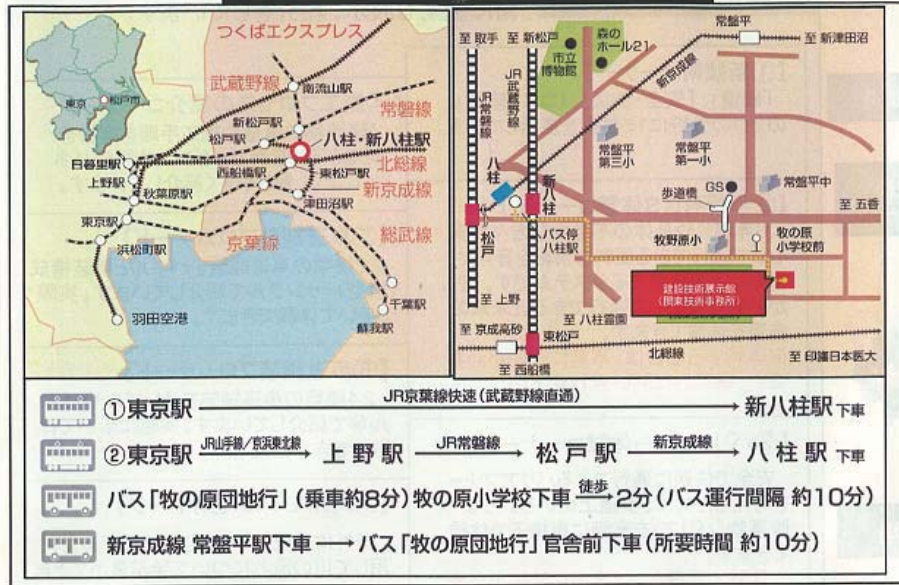 つくばエクスプレス
武蔵野線
南流山駅
常磐線
新松戸駅
松戸駅
八柱・新八柱駅
東京
松戸市
日暮里駅
北総線
西船橋駅
東松戸駅
上野駅
新京成線
秋葉原駅
津田沼駅
東京駅
総武線
浜松町駅
京葉線
千葉駅
羽田空港
蘇我駅
常盤平
至 取手
至 新松戸
森の
ホール21
至 新津田沼
市立
博物館
新京成線
JR常磐線
JR武蔵野線
常盤平
第三小
常盤平
第一小
八柱
新八柱
歩道橋
GS
常盤平中
至 五香
バス停
八柱駅
牧野原小
牧の原
小学校前
松戸
建設技術展示館
(関東技術事務所)
至 上野
至 八柱霊園
至 京成高砂
東松戸
北総線
至 印旛日本医大
至 西船橋
①東京駅 JR京葉線快速(武蔵野線直通) 新八柱駅 下車
②東京駅 JR山手線/京浜東北線 上野駅 JR常磐線 松戸駅 新京成線 八柱駅 下車
バス「牧の原団地行」(乗車約8分)牧の原小学校下車 徒歩 2分(バス運行間隔 約10分)
新京成線 常盤平駅下車 → バス「牧の原団地行」官舎前下車(所要時間 約10分)